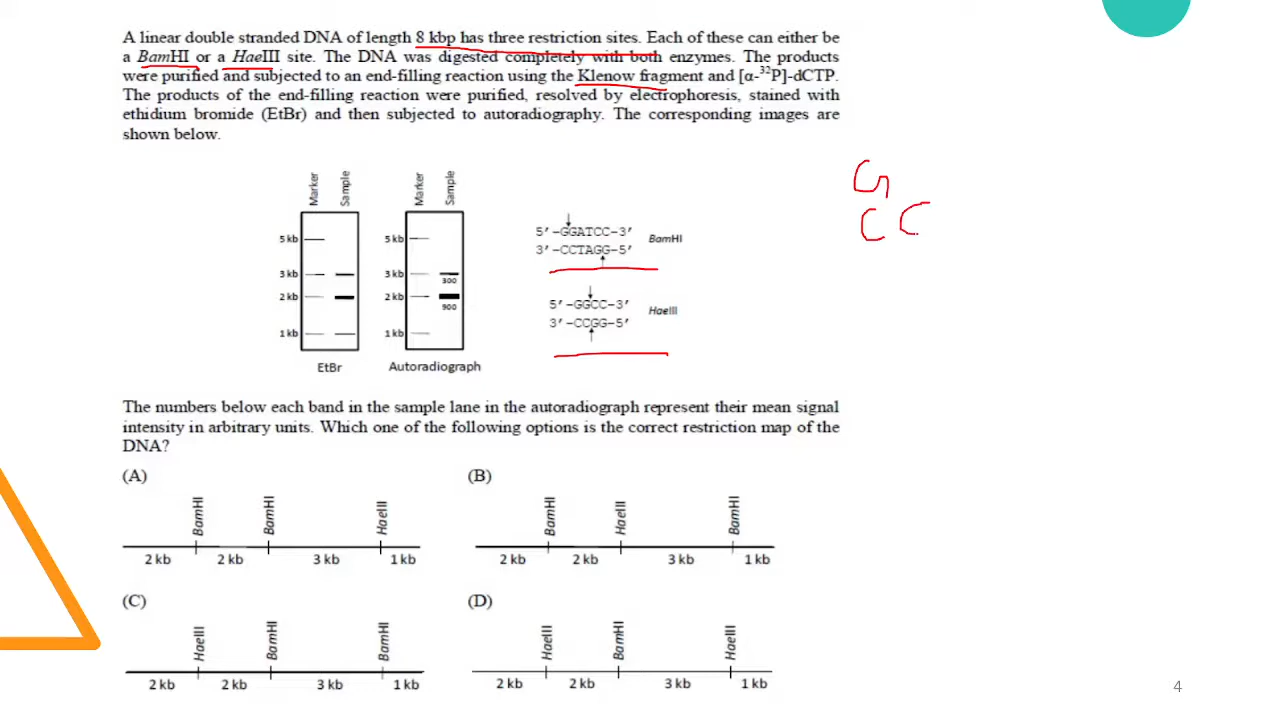 A linear double stranded DNA of length 8 kbp has three restriction sites. Each of these can either be
a BamHI or a HaeIII site. The DNA was digested completely with both enzymes. The products
were purified and subjected to an end-filling reaction using the Klenow fragment and [α-³²P]-dCTP.
The products of the end-filling reaction were purified, resolved by electrophoresis, stained with
ethidium bromide (EtBr) and then subjected to autoradiography. The corresponding images are
shown below.
G
C C
Marker Sample Marker Sample
5 kb 5 kb
3 kb 3 kb 300
2 kb 2 kb 900
1 kb 1 kb
EtBr Autoradiograph
5' -GGATCC-3'
3' -CCTAGG-5'
BamHI
5' -GGCC-3'
3' -CCGG-5'
HaeIII
The numbers below each band in the sample lane in the autoradiograph represent their mean signal
intensity in arbitrary units. Which one of the following options is the correct restriction map of the
DNA?
(A)
BamHI BamHI HaeIII
2 kb 2 kb 3 kb 1 kb
(B)
BamHI HaeIII BamHI
2 kb 2 kb 3 kb 1 kb
(C)
HaeIII BamHI BamHI
2 kb 2 kb 3 kb 1 kb
(D)
HaeIII BamHI HaeIII
2 kb 2 kb 3 kb 1 kb
4